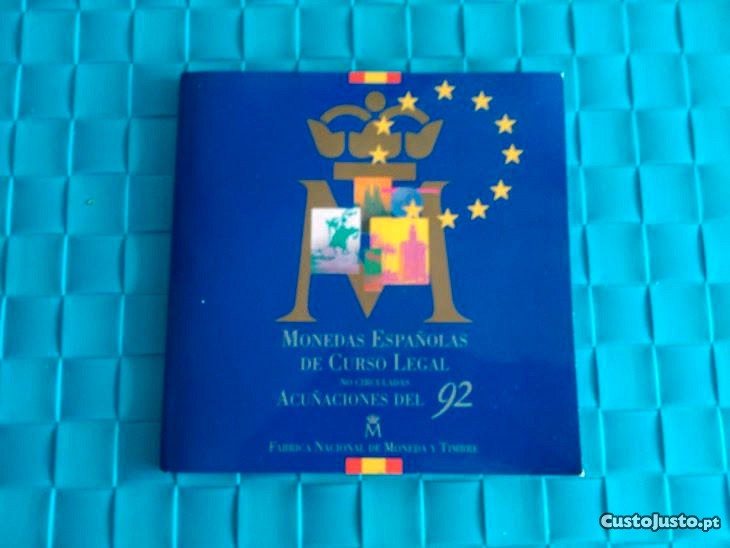 M
MONEDAS ESPAÑOLAS
DE CURSO LEGAL
NO CIRCULADAS
ACUÑACIONES DEL 92
M
FABRICA NACIONAL DE MONEDA Y TIMBRE
CustoJusto.pt